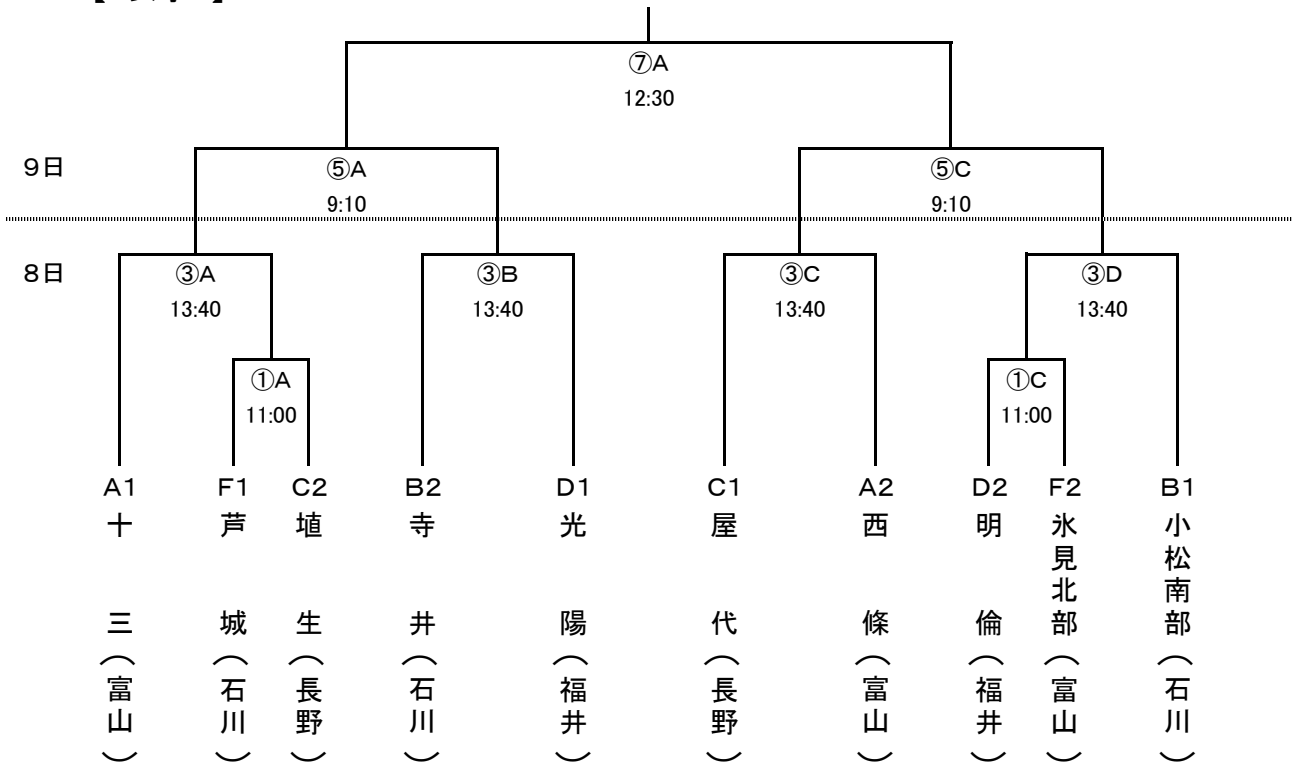 ⑦A
12:30
9日
⑤A
⑤C
9:10
9:10
8日
③A
③B
③C
③D
13:40
13:40
13:40
13:40
①A
①C
11:00
11:00
A1
F1
C2
B2
D1
C1
A2
D2
F2
B1
十三（富山）
芦城（石川）
埴生（長野）
寺井（石川）
光陽（福井）
屋代（長野）
西條（富山）
明倫（福井）
氷見北部（富山）
小松南部（石川）